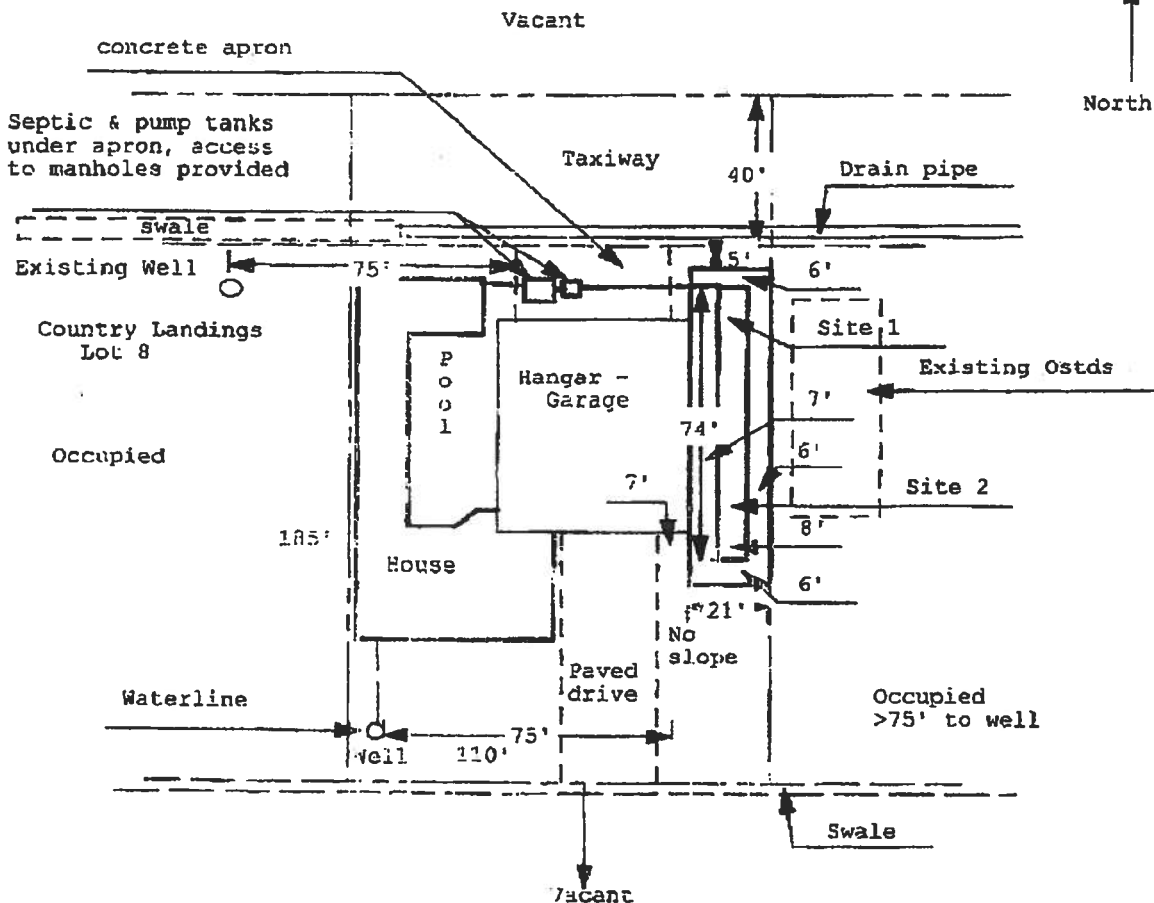 Vacant
concrete apron
North
Septic & pump tanks
under apron, access
to manholes provided
Taxiway
40'
Drain pipe
swale
Existing Well
75'
5'
6'
Country Landings
Lot 8
Site 1
Existing Ostds
Pool
Hangar -
Garage
7'
74'
Occupied
6'
7'
Site 2
8'
185'
House
6'
21'
No
slope
Paved
drive
Waterline
Occupied
>75' to well
75'
Well
110'
Swale
Vacant